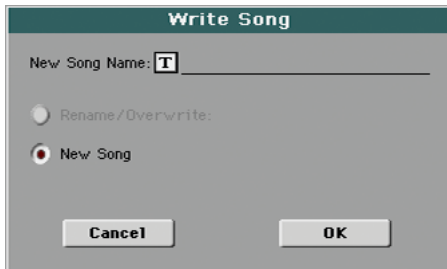 Write Song
New Song Name: T
Rename/Overwrite:
New Song
Cancel OK